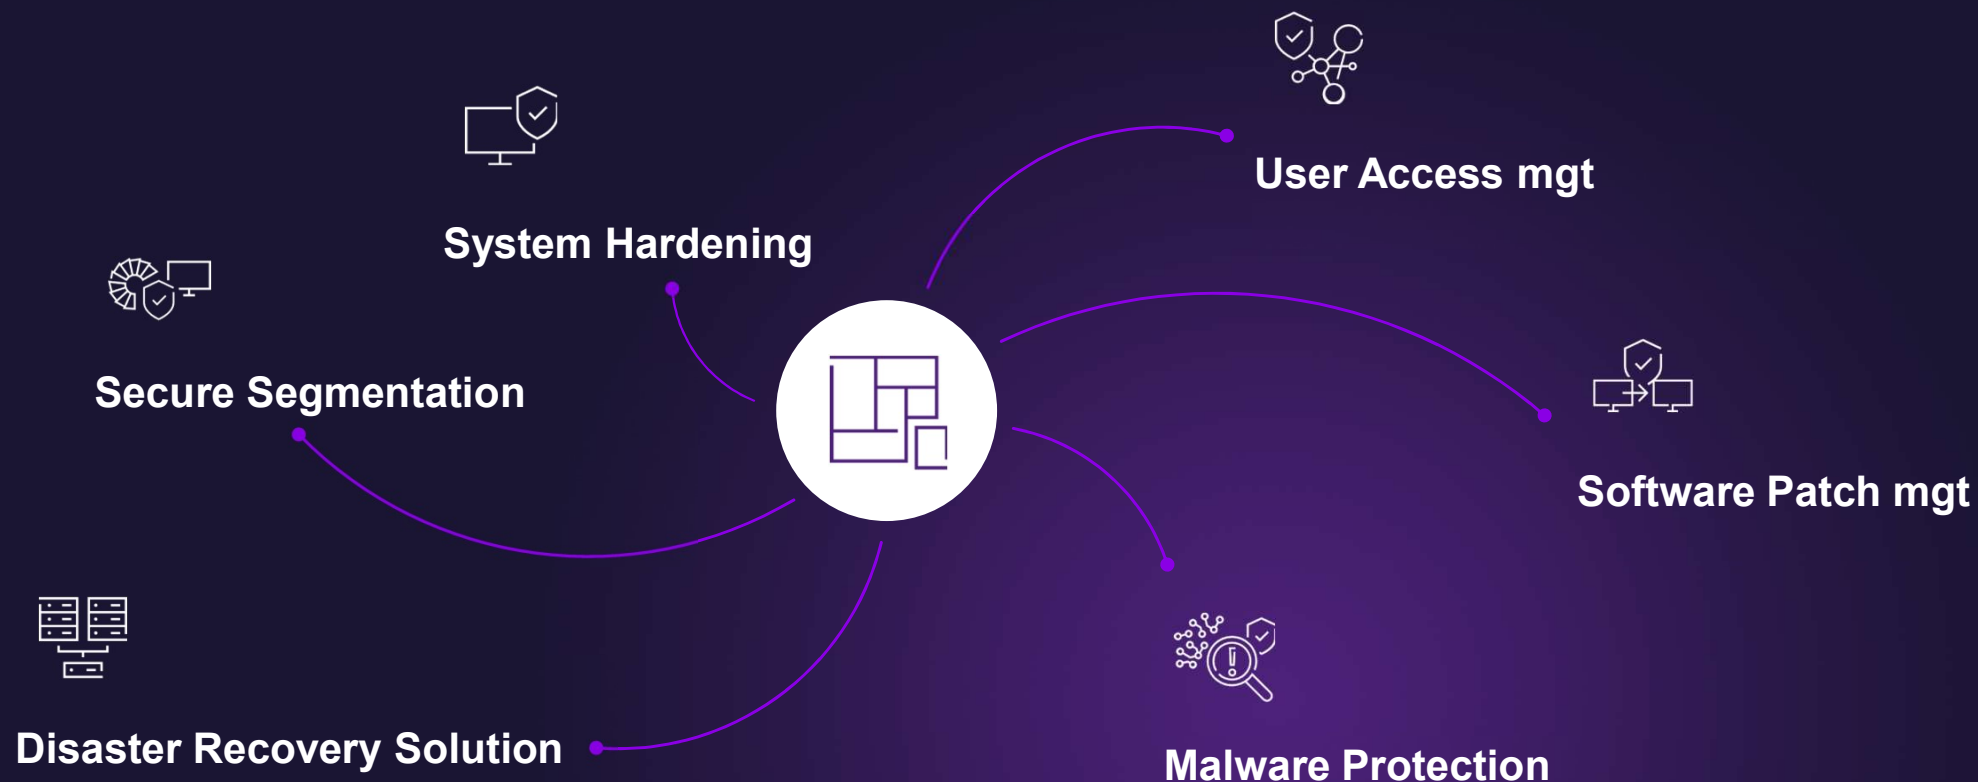 User Access mgt
System Hardening
Secure Segmentation
Software Patch mgt
Disaster Recovery Solution
Malware Protection